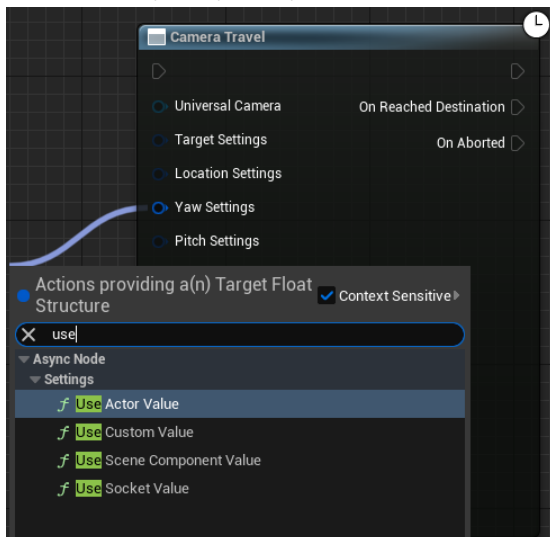 Camera Travel
Universal Camera
On Reached Destination
Target Settings
On Aborted
Location Settings
Yaw Settings
Pitch Settings
Actions providing a(n) Target Float
Structure
Context Sensitive
use
Async Node
Settings
Use Actor Value
Use Custom Value
Use Scene Component Value
Use Socket Value